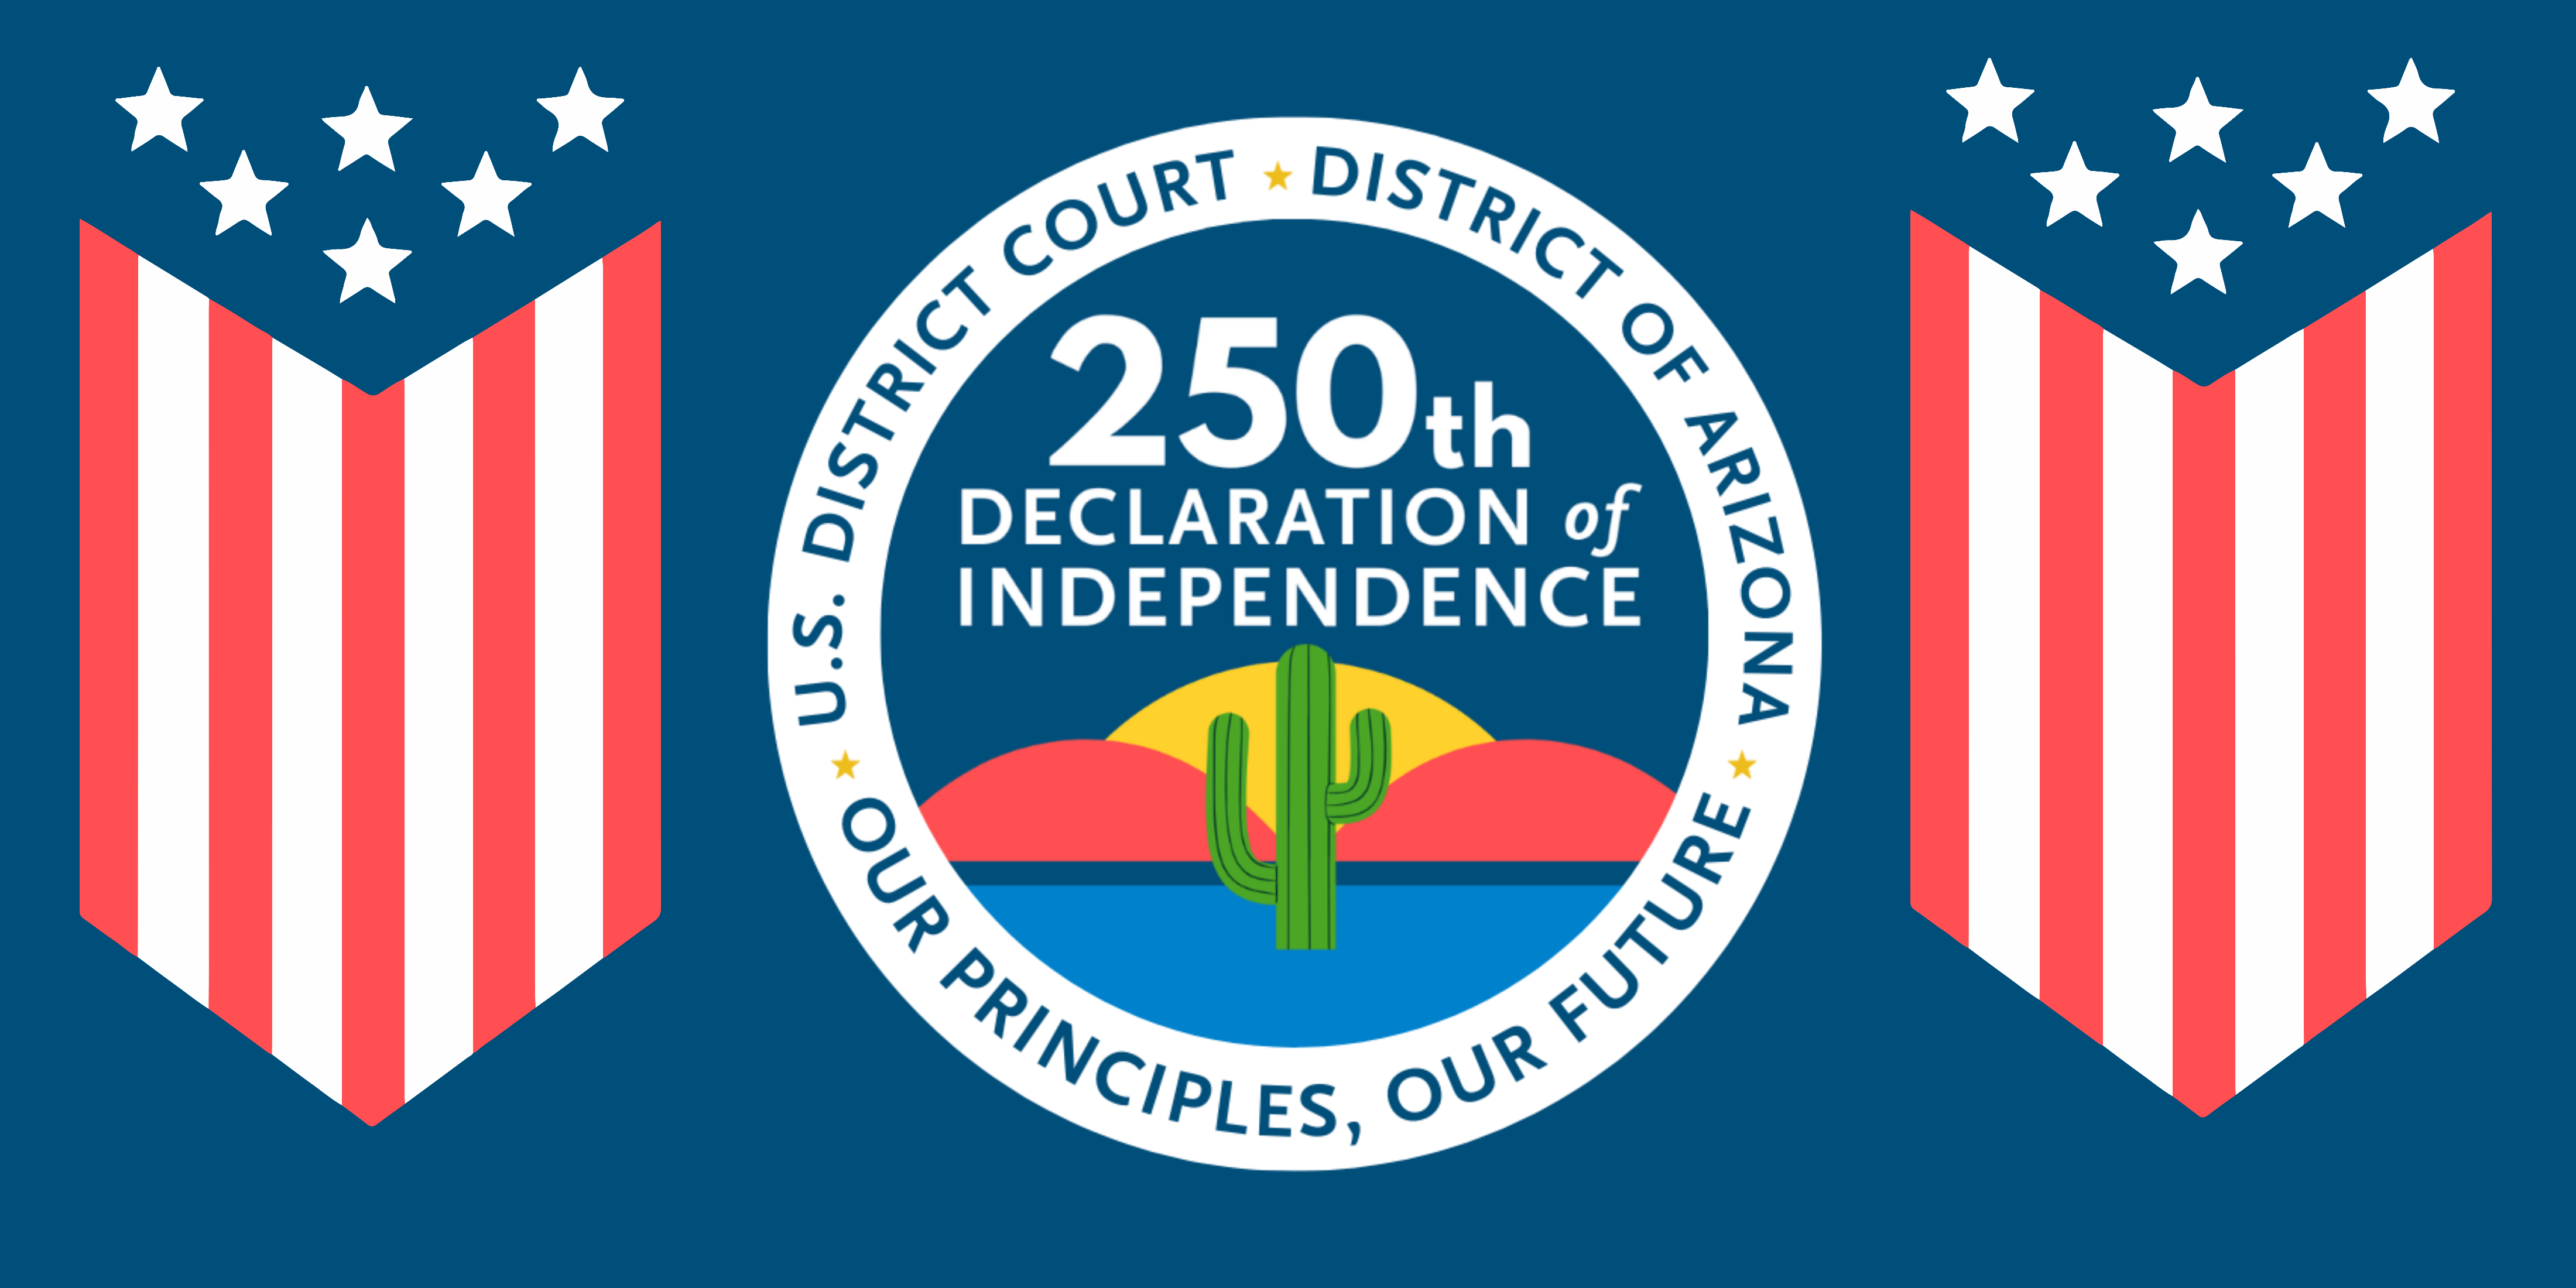 U.S. DISTRICT COURT ★ DISTRICT OF ARIZONA
250th
DECLARATION of
INDEPENDENCE
★ OUR PRINCIPLES, OUR FUTURE ★